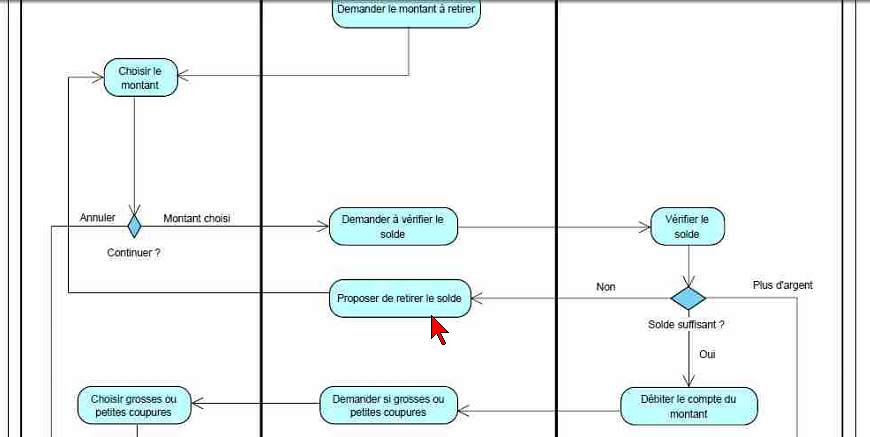 Demander le montant à retirer
Choisir le
montant
Annuler
Montant choisi
Continuer ?
Demander à vérifier le
solde
Vérifier le
solde
Proposer de retirer le solde
Non
Plus d'argent
Solde suffisant ?
Oui
Choisir grosses ou
petites coupures
Demander si grosses ou
petites coupures
Débiter le compte du
montant